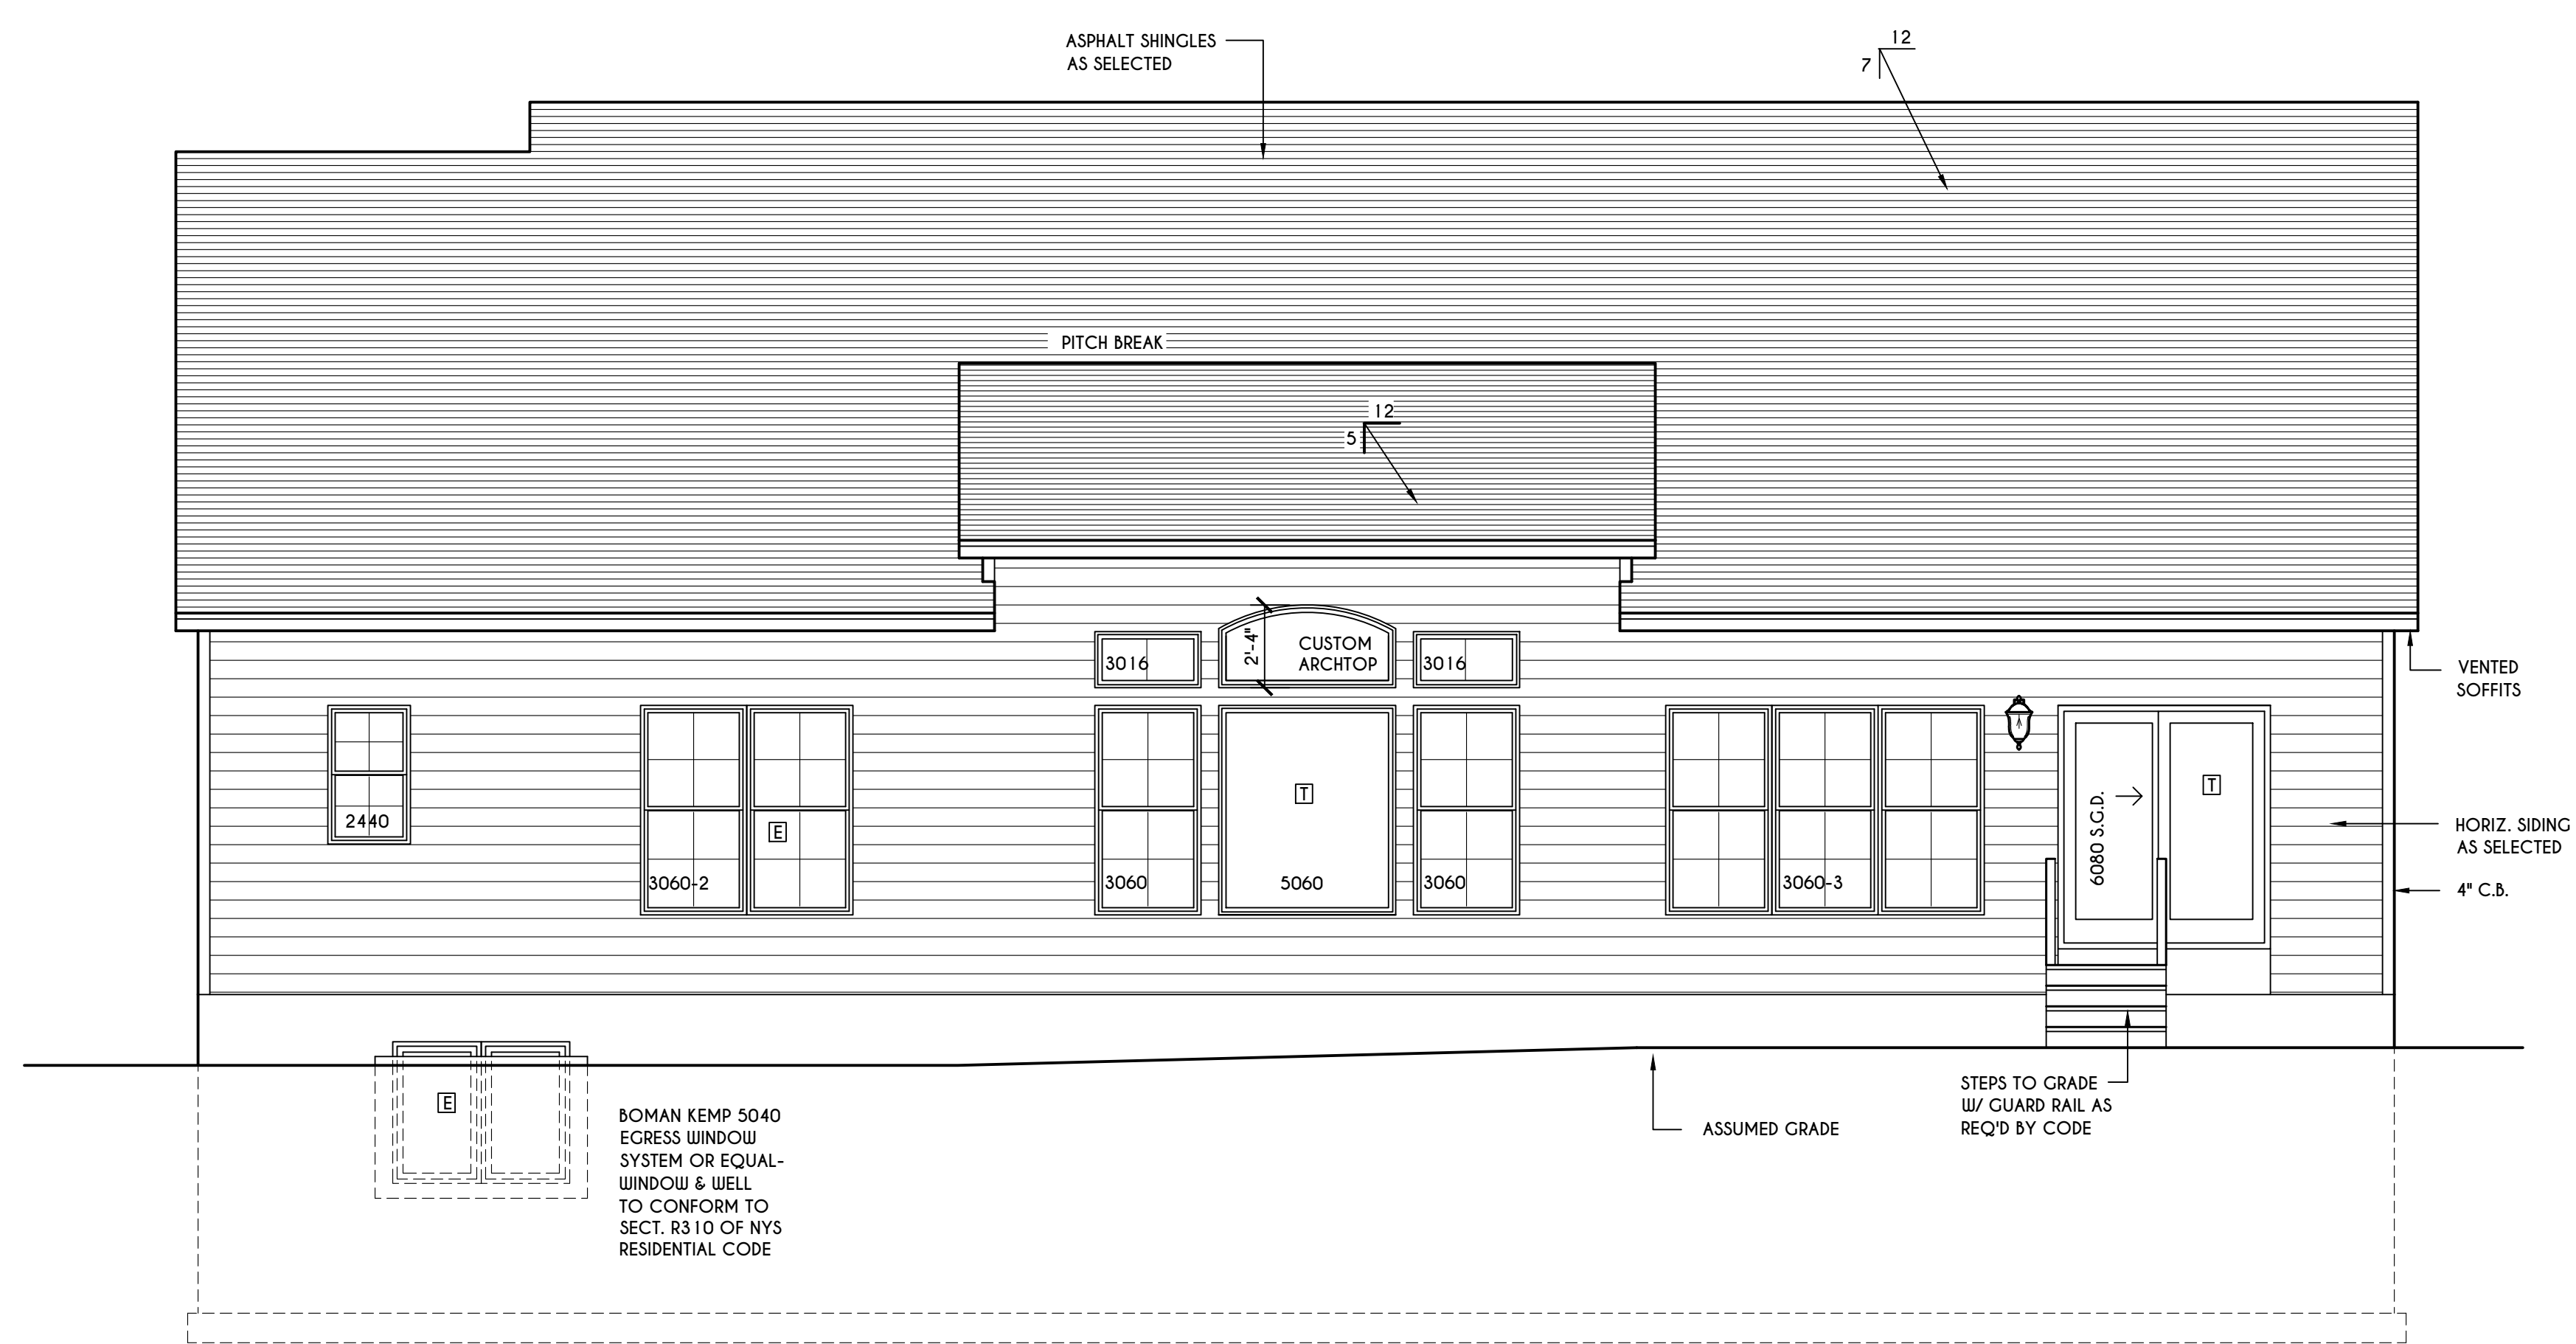 ASPHALT SHINGLES
AS SELECTED
12
7
PITCH BREAK
12
5
2'-4"
CUSTOM
ARCHTOP
3016
3016
VENTED
SOFFITS
2440
3060-2
E
3060
T
5060
3060
3060-3
6080 S.G.D.
T
HORIZ. SIDING
AS SELECTED
4" C.B.
E
BOMAN KEMP 5040
EGRESS WINDOW
SYSTEM OR EQUAL-
WINDOW & WELL
TO CONFORM TO
SECT. R310 OF NYS
RESIDENTIAL CODE
ASSUMED GRADE
STEPS TO GRADE
W/ GUARD RAIL AS
REQ'D BY CODE